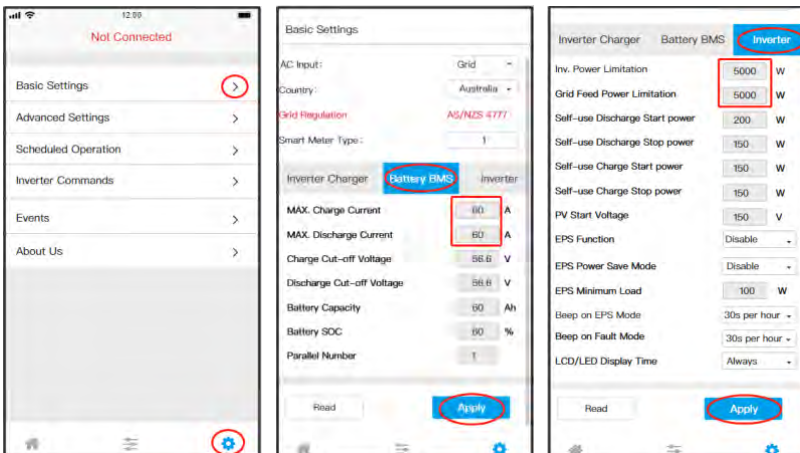 12:00
Not Connected
Basic Settings
Advanced Settings
Scheduled Operation
Inverter Commands
Events
About Us
Basic Settings
AC Input: Grid
Country: Australia
Grid Regulation AS/NZS 4777
Smart Meter Type: 1
Inverter Charger Battery BMS Inverter
MAX. Charge Current 60 A
MAX. Discharge Current 60 A
Charge Cut-off Voltage 56.6 V
Discharge Cut-off Voltage 56.6 V
Battery Capacity 60 Ah
Battery SOC 60 %
Parallel Number 1
Read Apply
Inverter Charger Battery BMS Inverter
Inv. Power Limitation 5000 W
Grid Feed Power Limitation 5000 W
Self-use Discharge Start power 200 W
Self-use Discharge Stop power 150 W
Self-use Charge Start power 150 W
Self-use Charge Stop power 150 W
PV Start Voltage 150 V
EPS Function Disable
EPS Power Save Mode Disable
EPS Minimum Load 100 W
Beep on EPS Mode 30s per hour
Beep on Fault Mode 30s per hour
LCD/LED Display Time Always
Read Apply